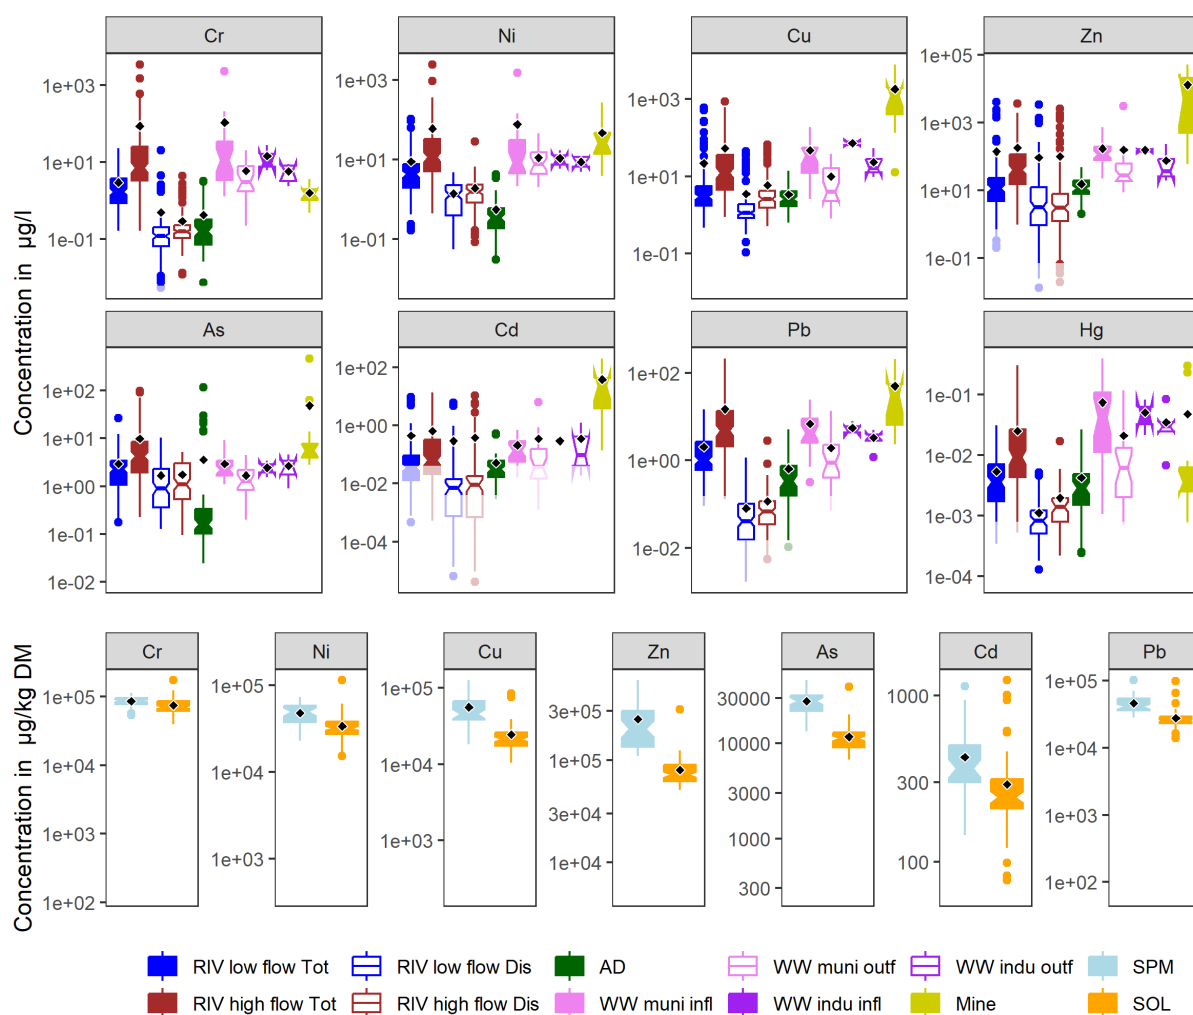 Cr Ni Cu Zn
1e+03 1e+01 1e-01
1e+03 1e+01 1e-01
1e+03 1e+01 1e-01
1e+05 1e+03 1e+01 1e-01
Concentration in µg/l
As Cd Pb Hg
1e+02 1e+01 1e+00 1e-01 1e-02
1e+02 1e+00 1e-02 1e-04
1e+02 1e+00 1e-02
1e-01 1e-02 1e-03 1e-04
Cr Ni Cu Zn As Cd Pb
Concentration in µg/kg DM
1e+05 1e+04 1e+03 1e+02
1e+05 1e+04 1e+03
1e+05 1e+04 1e+03
3e+05 1e+05 3e+04 1e+04
30000 10000 3000 1000 300
1000 300 100
1e+05 1e+04 1e+03 1e+02
RIV low flow Tot RIV low flow Dis AD WW muni outf WW indu outf SPM
RIV high flow Tot RIV high flow Dis WW muni infl WW indu infl Mine SOL